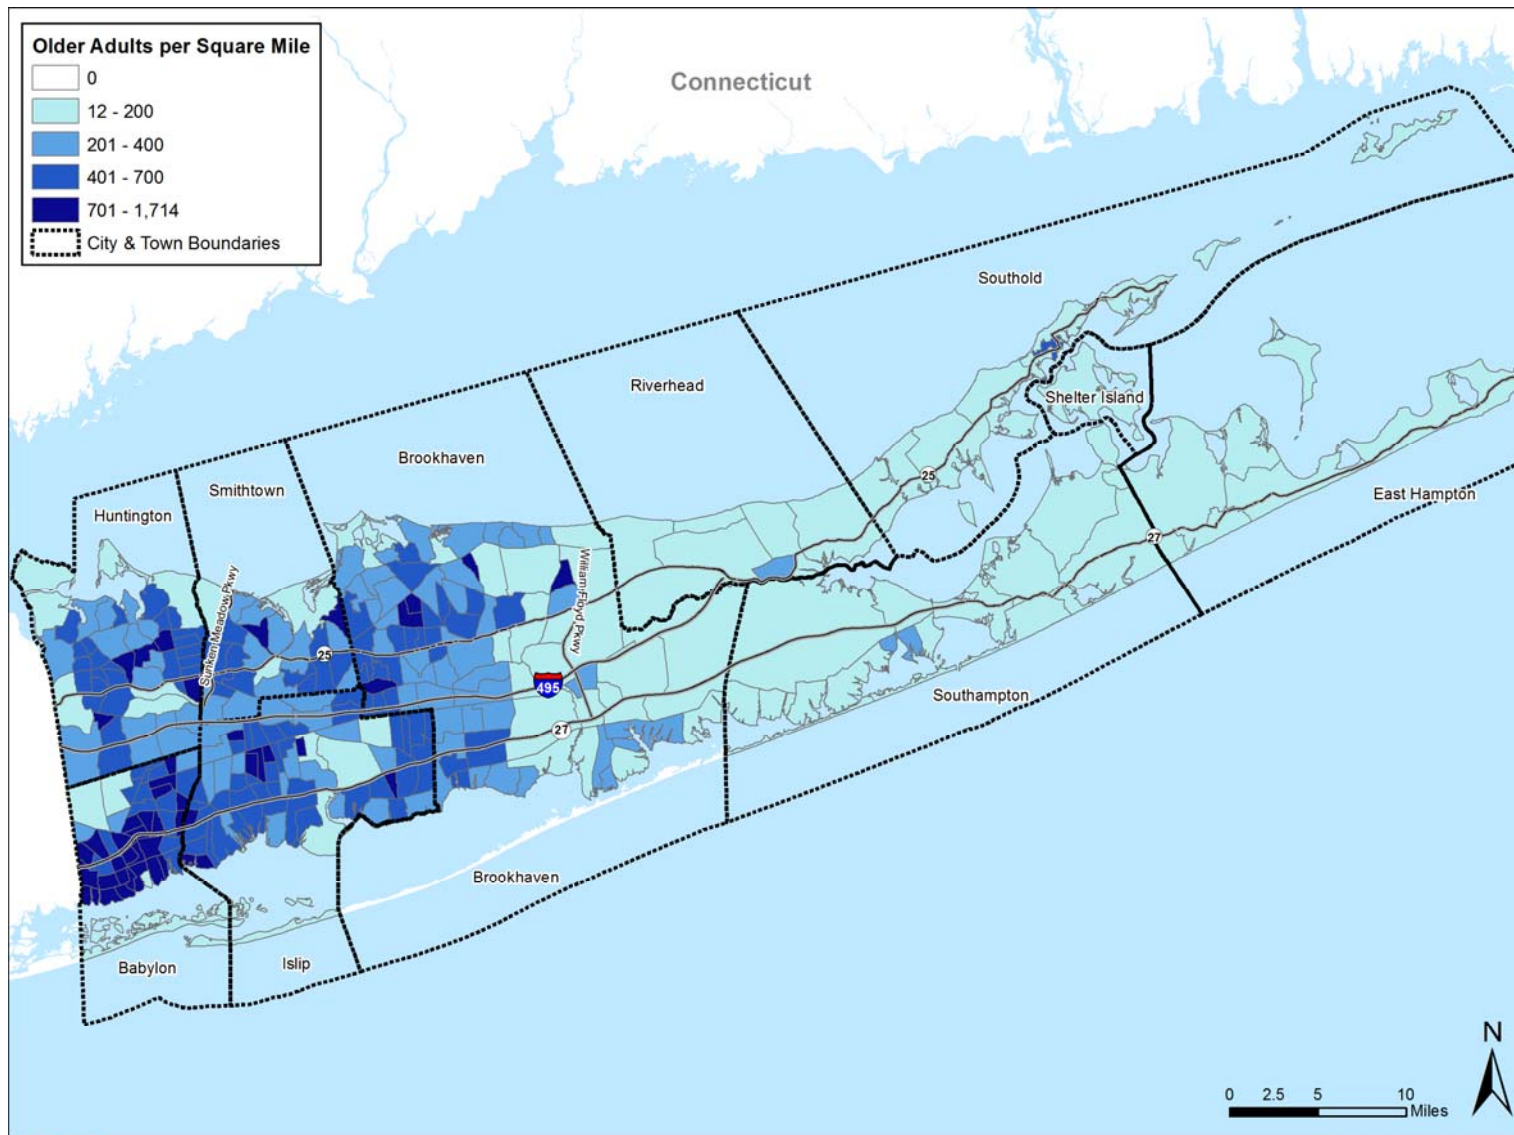 Older Adults per Square Mile
0
12 - 200
201 - 400
401 - 700
701 - 1,714
City & Town Boundaries
Connecticut
Southold
Riverhead
Shelter Island
Brookhaven
Smithtown
Huntington
25
East Hampton
27
William Floyd Pkwy
Sunken Meadow Pkwy
25
495
Southampton
27
Brookhaven
Babylon
Islip
N
0 2.5 5 10
Miles